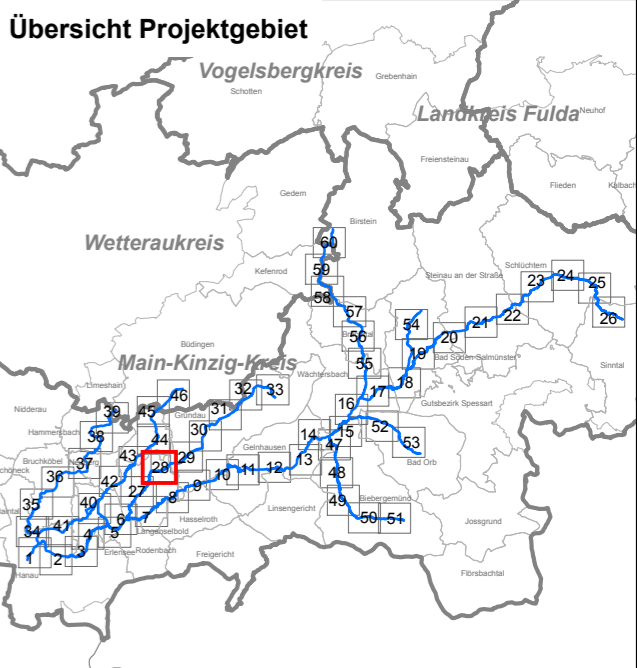 Übersicht Projektgebiet
Vogelsbergkreis
Grebenhain
Schotten
Landkreis Fulda
Neuhof
Freiensteinau
Flieden
Kalbach
Gedern
Birstein
Wetteraukreis
60
Kefenrod
59
Schlüchtern
Steinau an der Straße
24
23
25
58
57
22
26
54
21
56
20
Büdingen
19
Bad Soden-Salmünster
Main-Kinzig-Kreis
55
Sinntal
Wächtersbach
18
Limeshain
46
32
33
17
Gutsbezirk Spessart
Nidderau
39
45
31
Gründau
16
Hammersbach
38
44
30
14
15
52
Gelnhausen
47
53
43
28
29
13
Bad Orb
37
36
42
27
10
11
12
48
9
8
Linsengericht
49
Biebergemünd
35
40
6
7
Hasselroth
50
51
Jossgrund
34
41
4
5
Langenselbold
1
2
3
Erlensee
Rodenbach
Freigericht
Hanau
Flörsbachtal